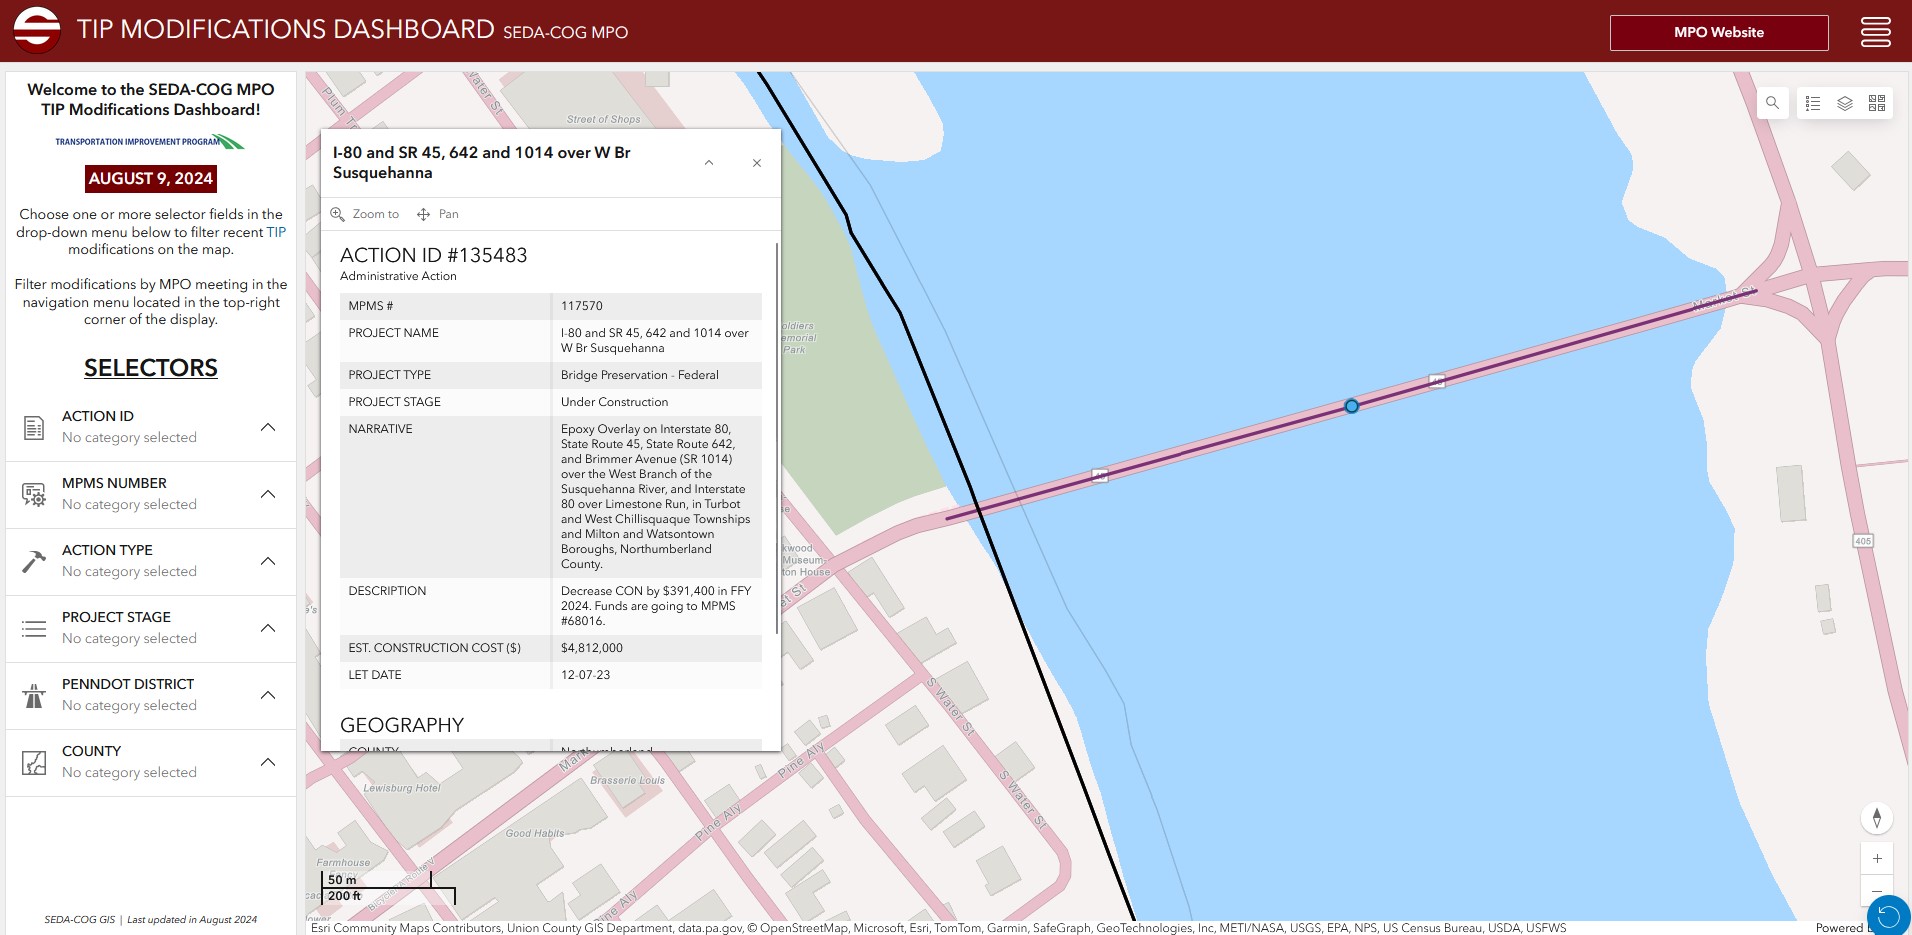 TIP MODIFICATIONS DASHBOARD SEDA-COG MPO
MPO Website
Welcome to the SEDA-COG MPO
TIP Modifications Dashboard!
TRANSPORTATION IMPROVEMENT PROGRAM
AUGUST 9, 2024
Choose one or more selector fields in the
drop-down menu below to filter recent TIP
modifications on the map.
Filter modifications by MPO meeting in the
navigation menu located in the top-right
corner of the display.
SELECTORS
ACTION ID
No category selected
MPMS NUMBER
No category selected
ACTION TYPE
No category selected
PROJECT STAGE
No category selected
PENNDOT DISTRICT
No category selected
COUNTY
No category selected
SEDA-COG GIS | Last updated in August 2024
I-80 and SR 45, 642 and 1014 over W Br
Susquehanna
Zoom to Pan
ACTION ID #135483
Administrative Action
MPMS # 117570
PROJECT NAME I-80 and SR 45, 642 and 1014 over
W Br Susquehanna
PROJECT TYPE Bridge Preservation - Federal
PROJECT STAGE Under Construction
NARRATIVE Epoxy Overlay on Interstate 80,
State Route 45, State Route 642,
and Brimmer Avenue (SR 1014)
over the West Branch of the
Susquehanna River, and Interstate
80 over Limestone Run, in Turbot
and West Chillisquaque Townships
and Milton and Watsontown
Boroughs, Northumberland
County.
DESCRIPTION Decrease CON by $391,400 in FFY
2024. Funds are going to MPMS
#68016.
EST. CONSTRUCTION COST ($) $4,812,000
LET DATE 12-07-23
GEOGRAPHY
COUNTY Northumberland
Street of Shops
Water St
Park
Market St
45
45
405
S Water St
S Water St
Pine Aly
Pine Aly
Pine Aly
Brasserie Louis
Lewisburg Hotel
Good Habits
Farmhouse
50 m
200 ft
Esri Community Maps Contributors, Union County GIS Department, data.pa.gov, © OpenStreetMap, Microsoft, Esri, TomTom, Garmin, SafeGraph, GeoTechnologies, Inc, METI/NASA, USGS, EPA, NPS, US Census Bureau, USDA, USFWS
Powered